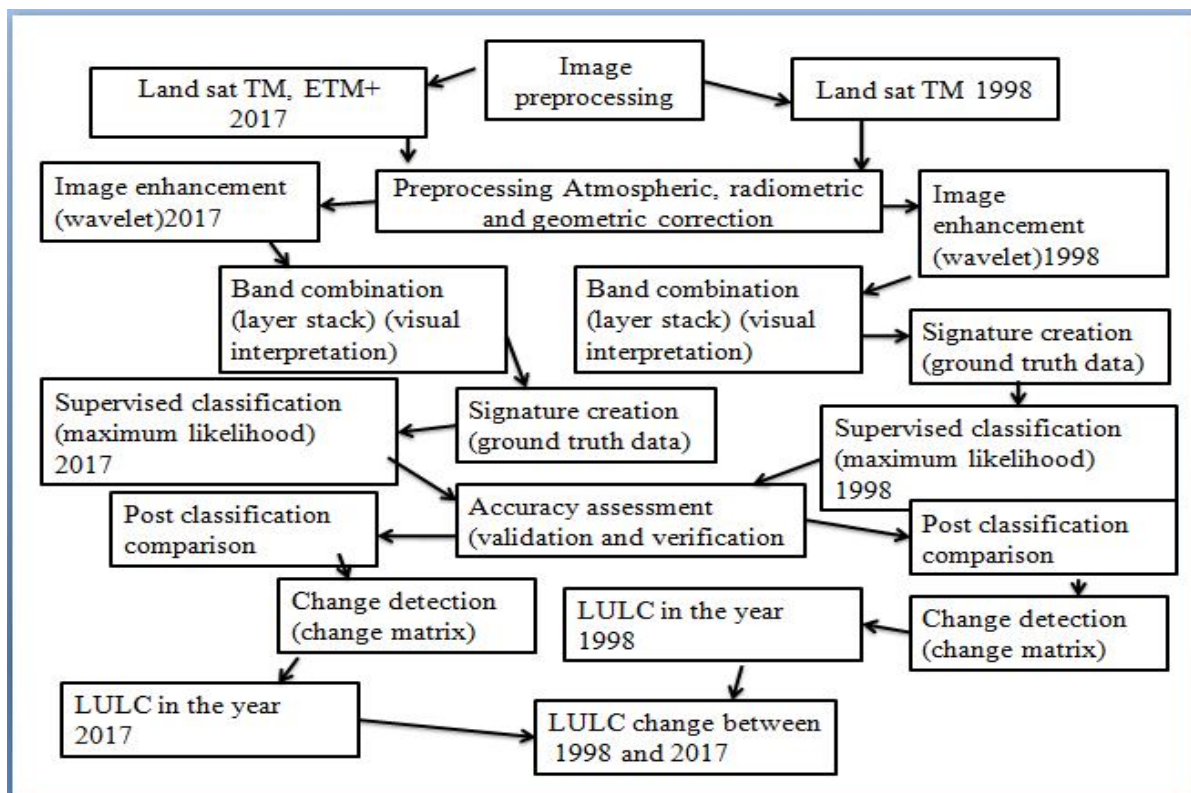 Image
preprocessing
Land sat TM, ETM+
2017
Land sat TM 1998
Preprocessing Atmospheric, radiometric
and geometric correction
Image enhancement
(wavelet)2017
Image
enhancement
(wavelet)1998
Band combination
(layer stack) (visual
interpretation)
Band combination
(layer stack) (visual
interpretation)
Signature creation
(ground truth data)
Supervised classification
(maximum likelihood)
2017
Signature creation
(ground truth data)
Supervised classification
(maximum likelihood)
1998
Accuracy assessment
(validation and verification
Post classification
comparison
Post classification
comparison
Change detection
(change matrix)
LULC in the year
1998
Change detection
(change matrix)
LULC in the year
2017
LULC change between
1998 and 2017